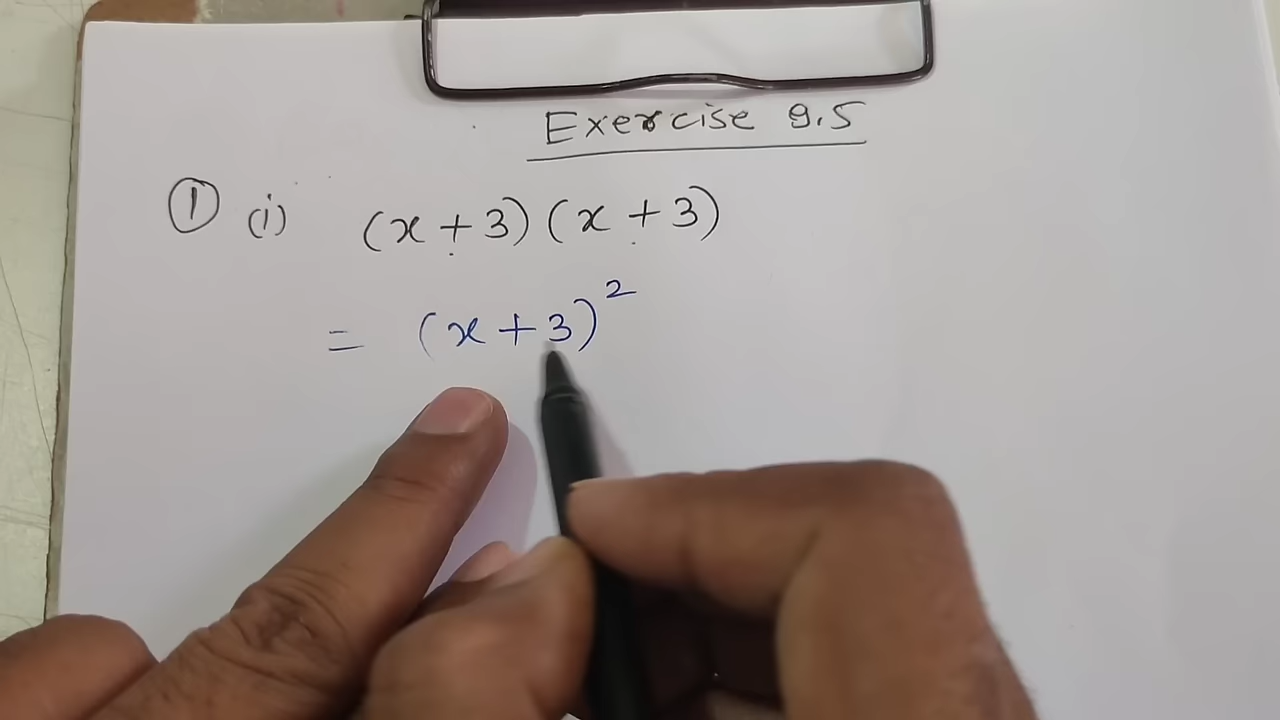 Exercise 9.5
① (i) (x + 3) (x + 3)
= (x + 3)²